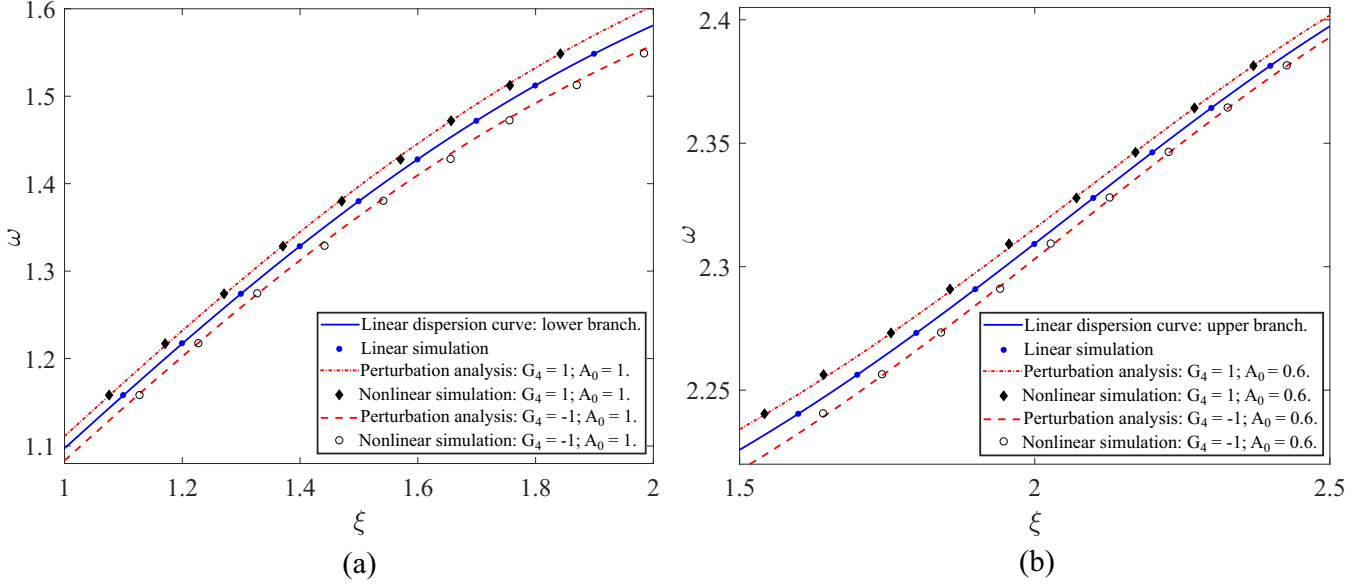 1.6
1.5
1.4
1.3
1.2
1.1
ω
1
1.2
1.4
1.6
1.8
2
ξ
Linear dispersion curve: lower branch.
Linear simulation
Perturbation analysis: G4 = 1; A0 = 1.
Nonlinear simulation: G4 = 1; A0 = 1.
Perturbation analysis: G4 = -1; A0 = 1.
Nonlinear simulation: G4 = -1; A0 = 1.
(a)
2.4
2.35
2.3
2.25
ω
1.5
2
2.5
ξ
Linear dispersion curve: upper branch.
Linear simulation
Perturbation analysis: G4 = 1; A0 = 0.6.
Nonlinear simulation: G4 = 1; A0 = 0.6.
Perturbation analysis: G4 = -1; A0 = 0.6.
Nonlinear simulation: G4 = -1; A0 = 0.6.
(b)